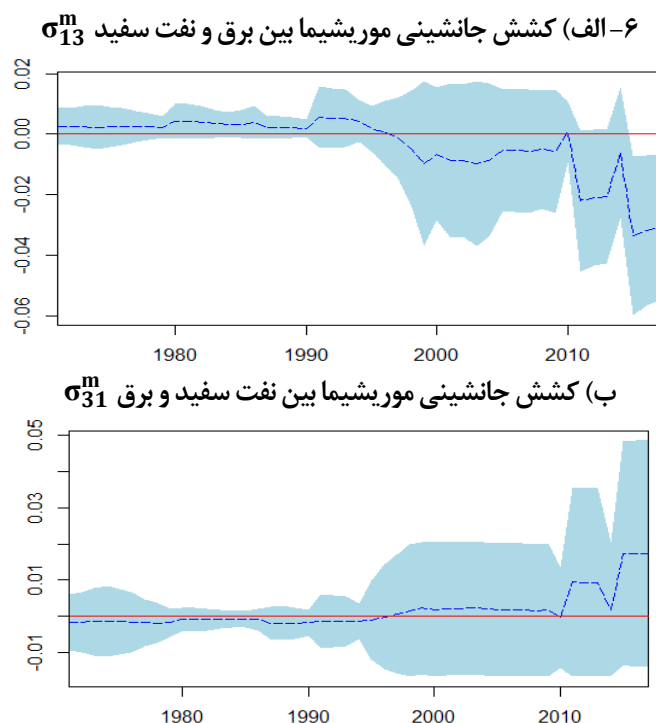 ۶-الف) کشش جانشینی موریشیما بین برق و نفت سفید σ₁₃ᵐ
0.02
0.00
-0.02
-0.04
-0.06
1980 1990 2000 2010
ب) کشش جانشینی موریشیما بین نفت سفید و برق σ₃₁ᵐ
0.05
0.03
0.01
-0.01
1980 1990 2000 2010